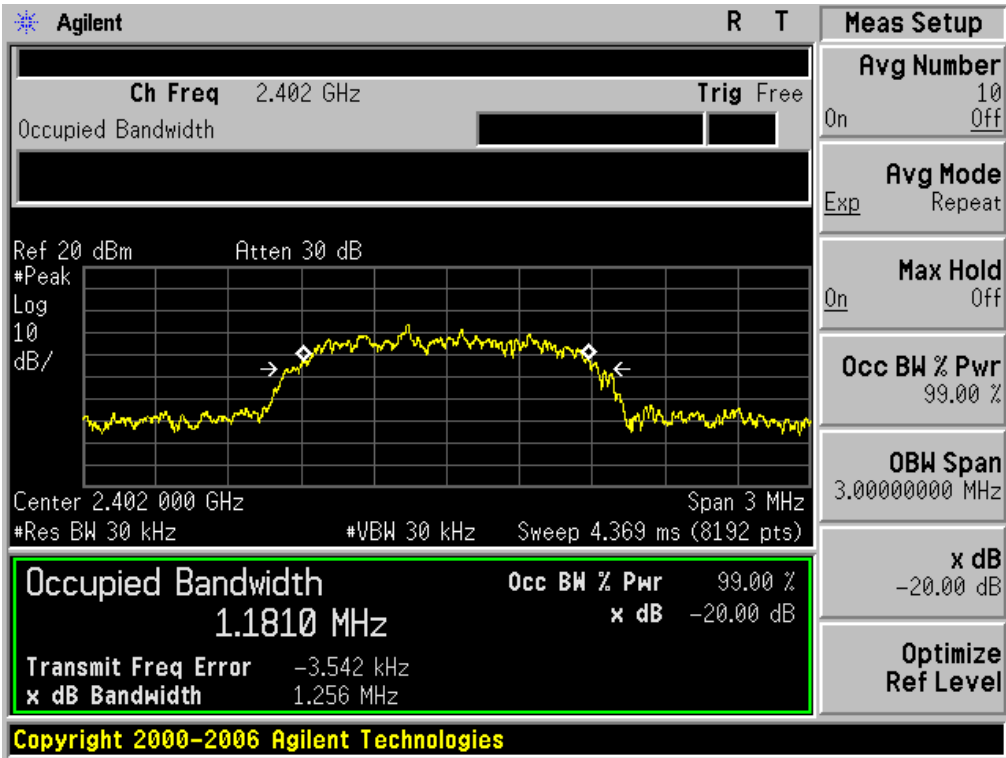 Agilent R T
Meas Setup
Ch Freq 2.402 GHz Trig Free
Occupied Bandwidth
Avg Number
10
On Off
Avg Mode
Exp Repeat
Max Hold
On Off
Occ BW % Pwr
99.00 %
OBW Span
3.00000000 MHz
x dB
-20.00 dB
Optimize
Ref Level
Ref 20 dBm Atten 30 dB
#Peak
Log
10
dB/
Center 2.402 000 GHz Span 3 MHz
#Res BW 30 kHz #VBW 30 kHz Sweep 4.369 ms (8192 pts)
Occupied Bandwidth Occ BW % Pwr 99.00 %
1.1810 MHz x dB -20.00 dB
Transmit Freq Error -3.542 kHz
x dB Bandwidth 1.256 MHz
Copyright 2000-2006 Agilent Technologies